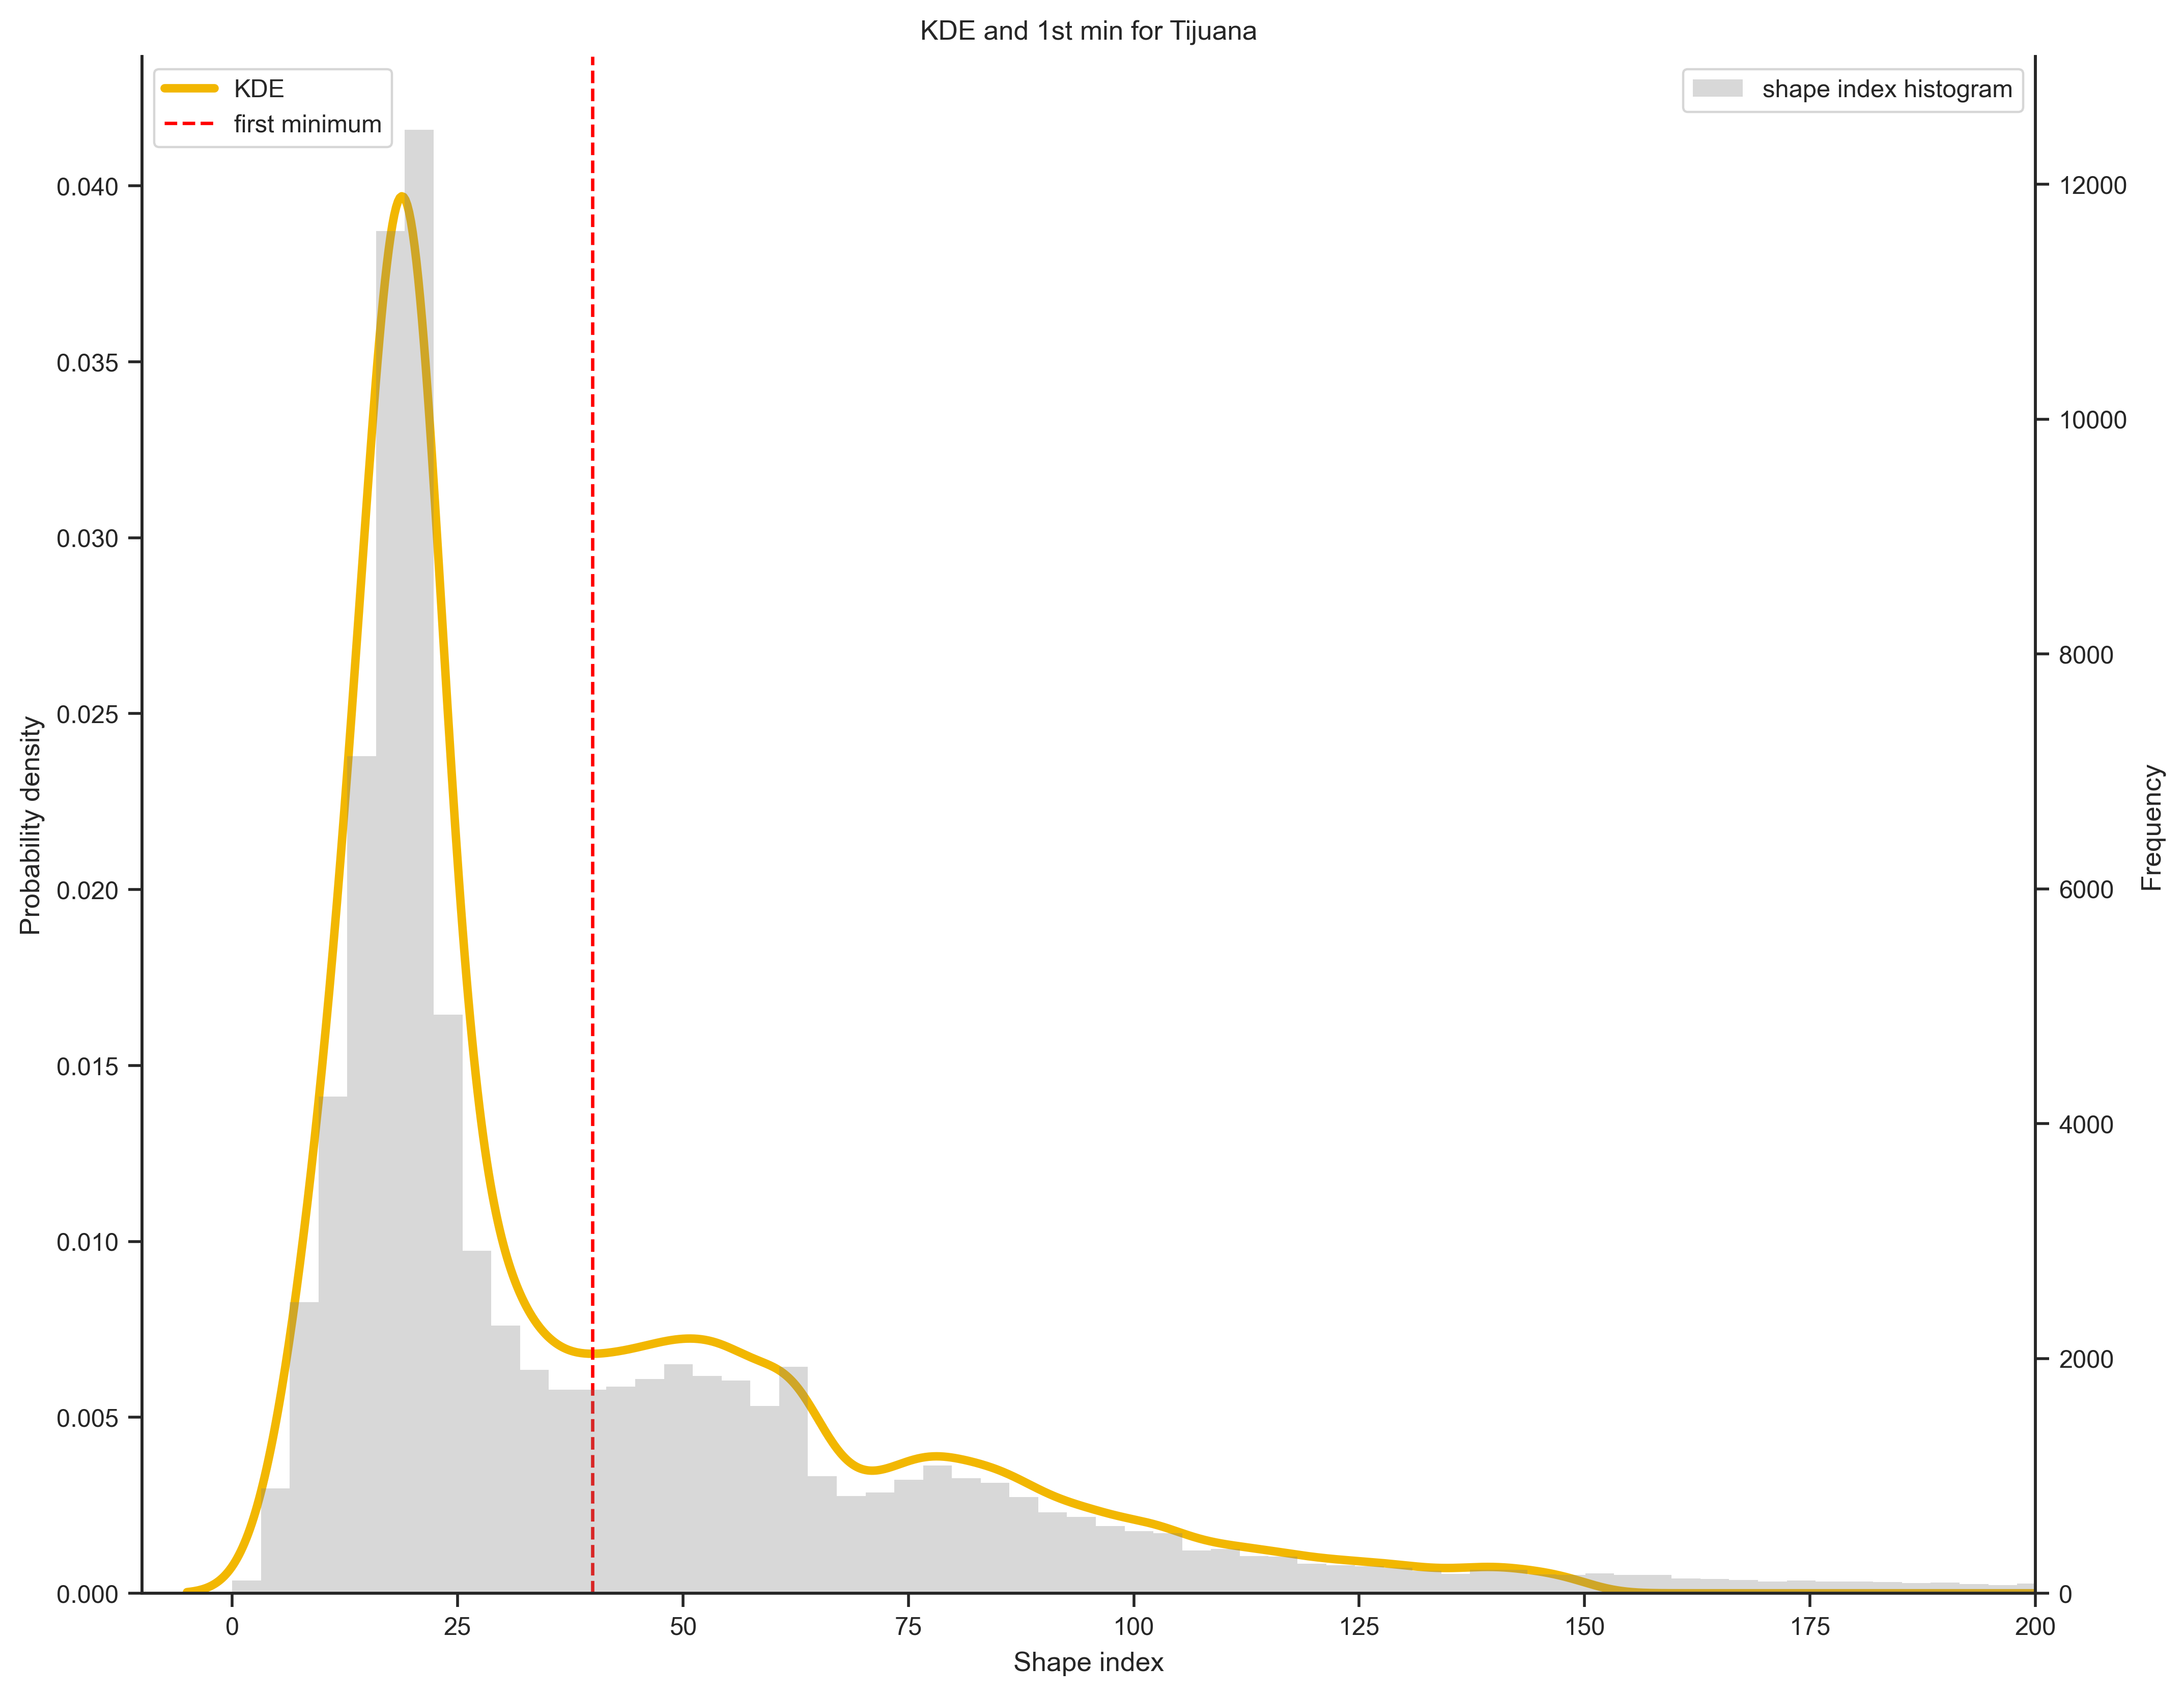 KDE and 1st min for Tijuana
KDE
first minimum
shape index histogram
0.040
0.035
0.030
0.025
0.020
0.015
0.010
0.005
0.000
Probability density
12000
10000
8000
6000
4000
2000
0
Frequency
0 25 50 75 100 125 150 175 200
Shape index